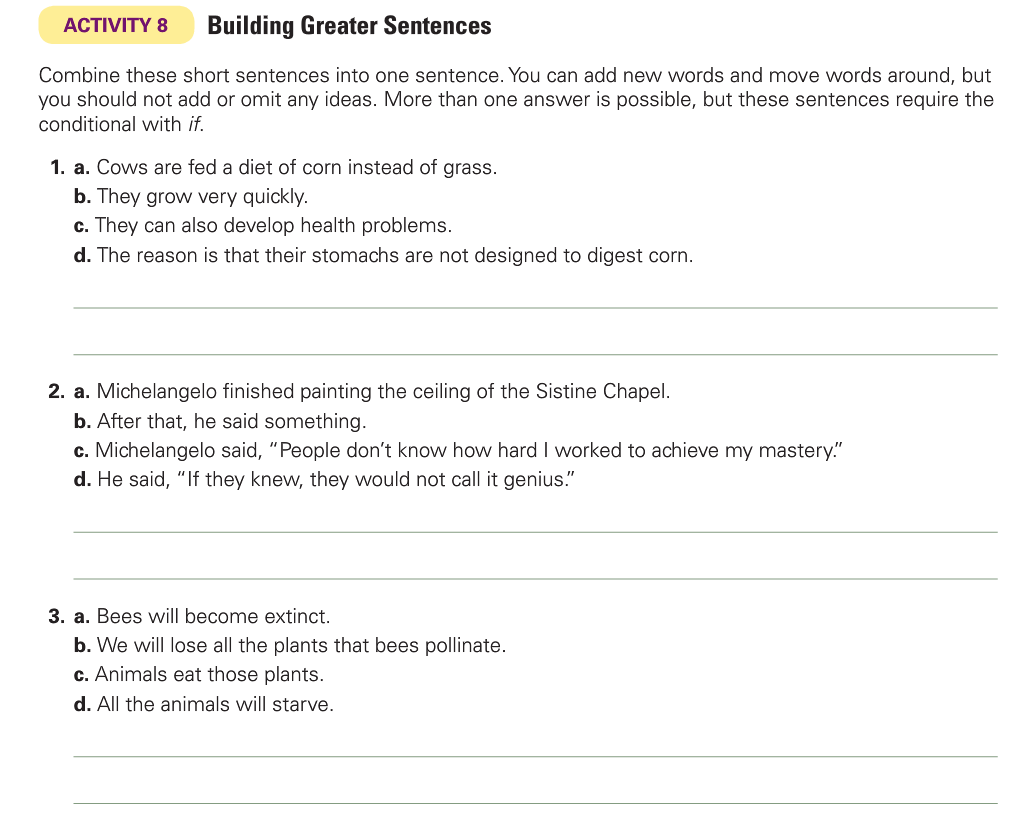 ACTIVITY 8 Building Greater Sentences
Combine these short sentences into one sentence. You can add new words and move words around, but
you should not add or omit any ideas. More than one answer is possible, but these sentences require the
conditional with if.
1. a. Cows are fed a diet of corn instead of grass.
b. They grow very quickly.
c. They can also develop health problems.
d. The reason is that their stomachs are not designed to digest corn.
2. a. Michelangelo finished painting the ceiling of the Sistine Chapel.
b. After that, he said something.
c. Michelangelo said, “People don’t know how hard I worked to achieve my mastery.”
d. He said, “If they knew, they would not call it genius.”
3. a. Bees will become extinct.
b. We will lose all the plants that bees pollinate.
c. Animals eat those plants.
d. All the animals will starve.